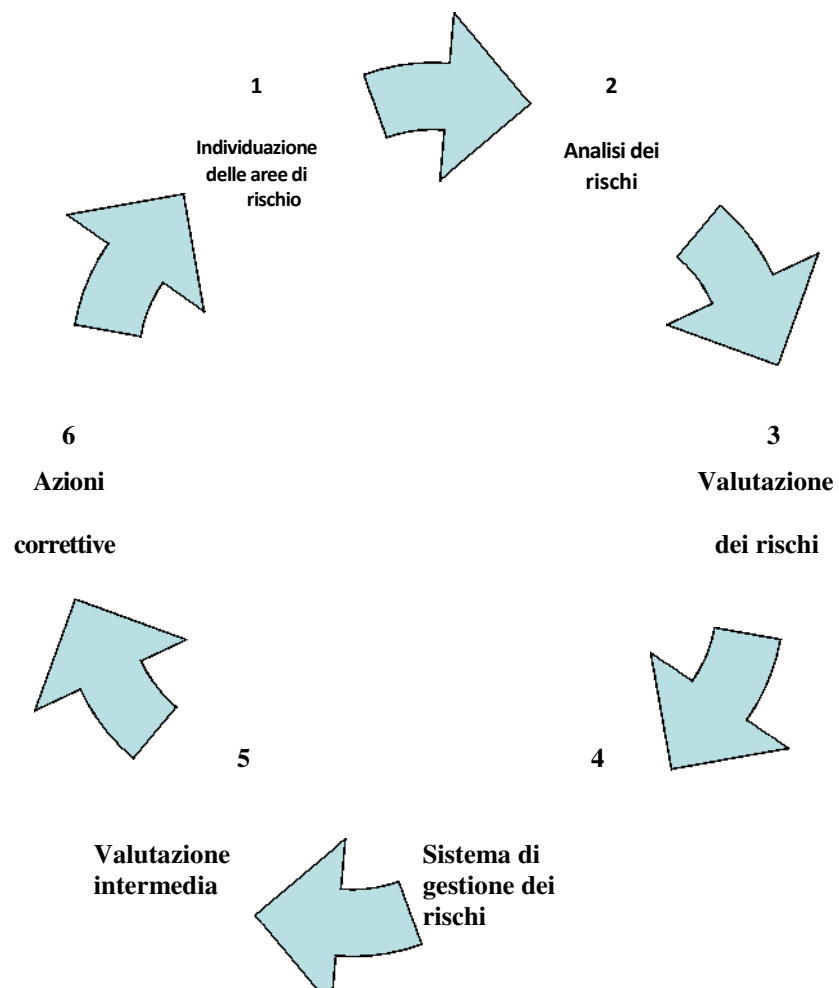 1
Individuazione
delle aree di
rischio
2
Analisi dei
rischi
3
Valutazione
dei rischi
4
Sistema di
gestione dei
rischi
5
Valutazione
intermedia
6
Azioni
correttive